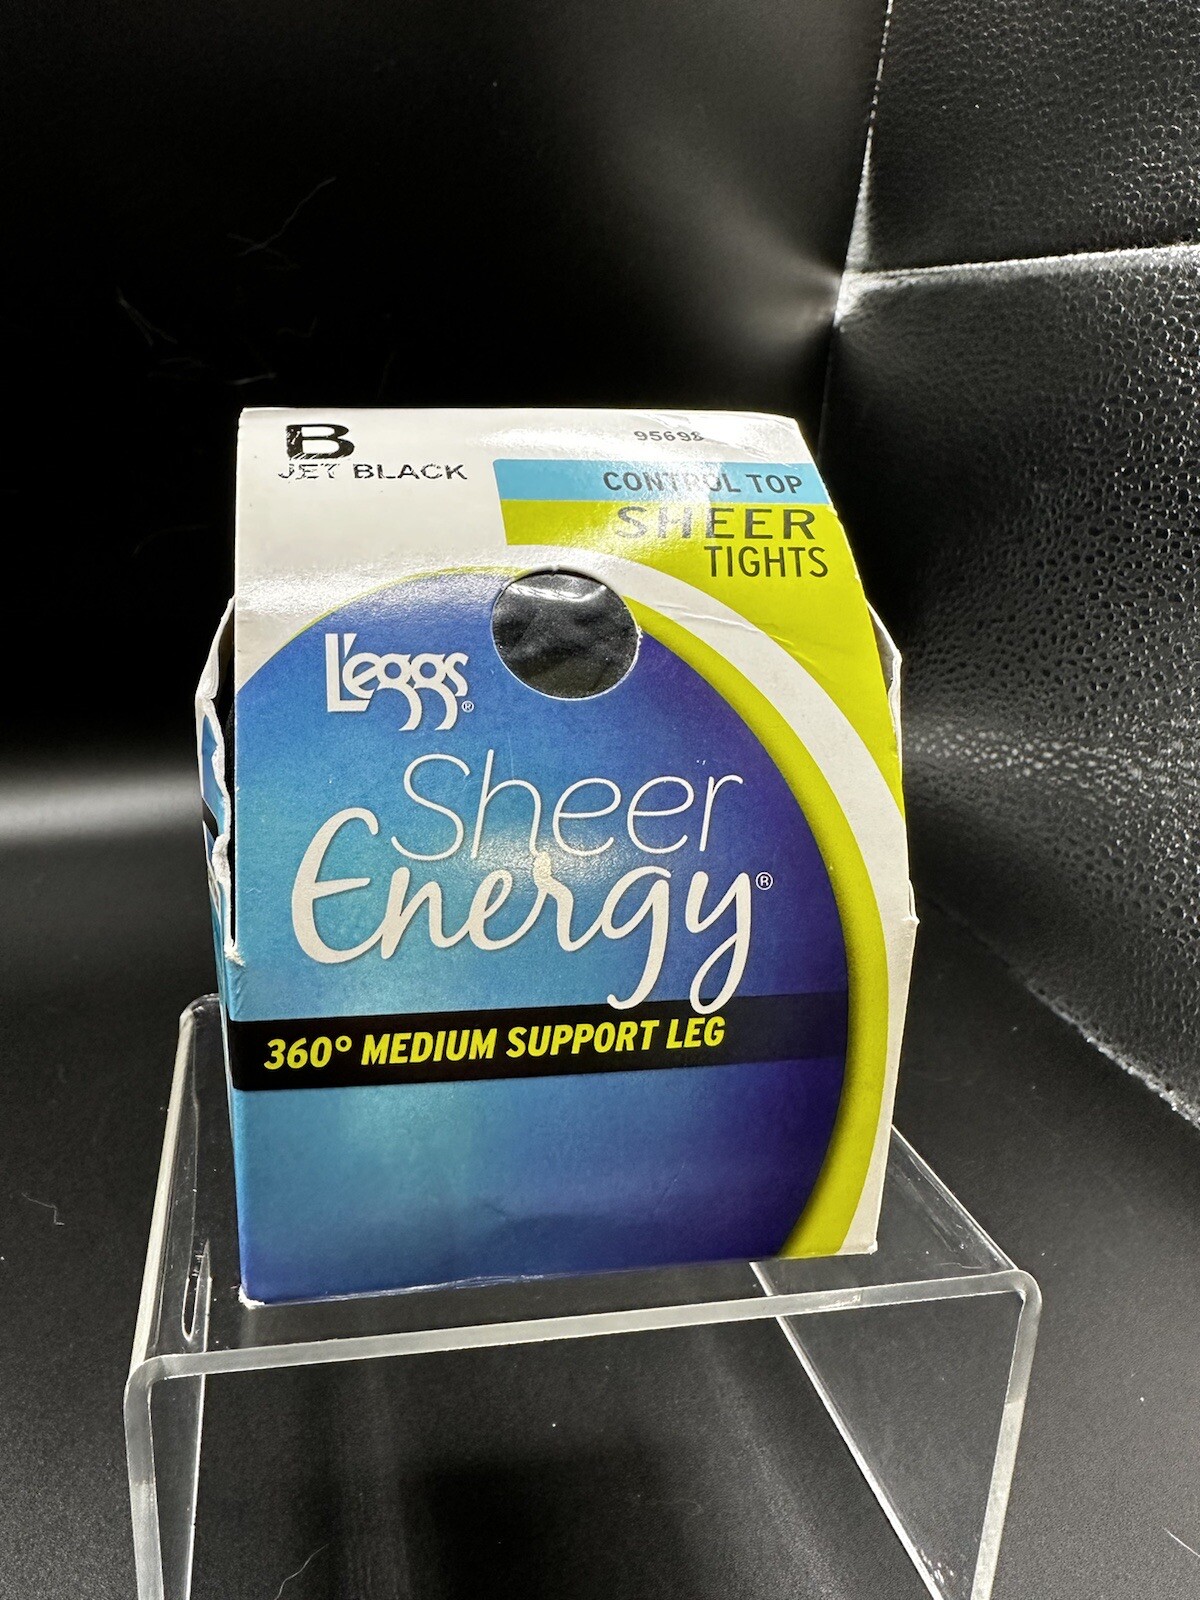 B
JET BLACK
95698
CONTROL TOP
SHEER
TIGHTS
L'eggs®
Sheer
Energy®
360° MEDIUM SUPPORT LEG